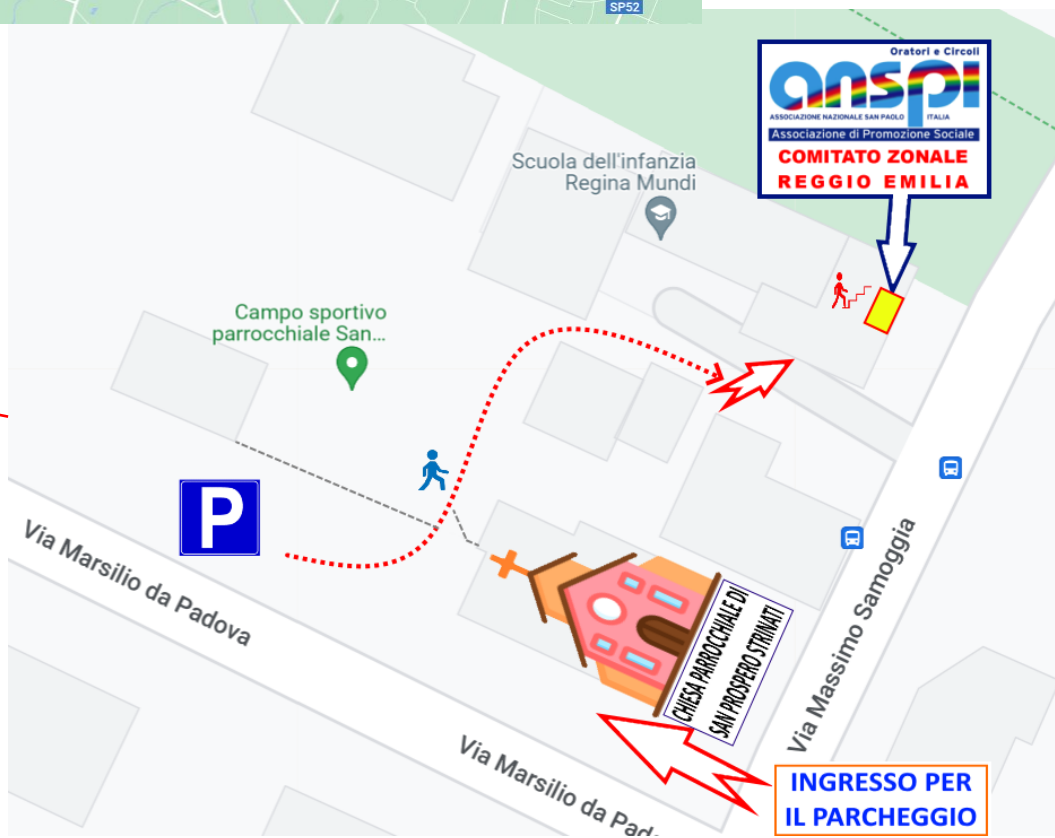 SP52
Oratori e Circoli
anspi
ASSOCIAZIONE NAZIONALE SAN PAOLO ITALIA
Associazione di Promozione Sociale
COMITATO ZONALE
REGGIO EMILIA
Scuola dell'infanzia
Regina Mundi
Campo sportivo
parrocchiale San...
P
Via Marsilio da Padova
CHIESA PARROCCHIALE DI
SAN PROSPERO STRINATI
Via Massimo Samoggia
Via Marsilio da Pado
INGRESSO PER
IL PARCHEGGIO